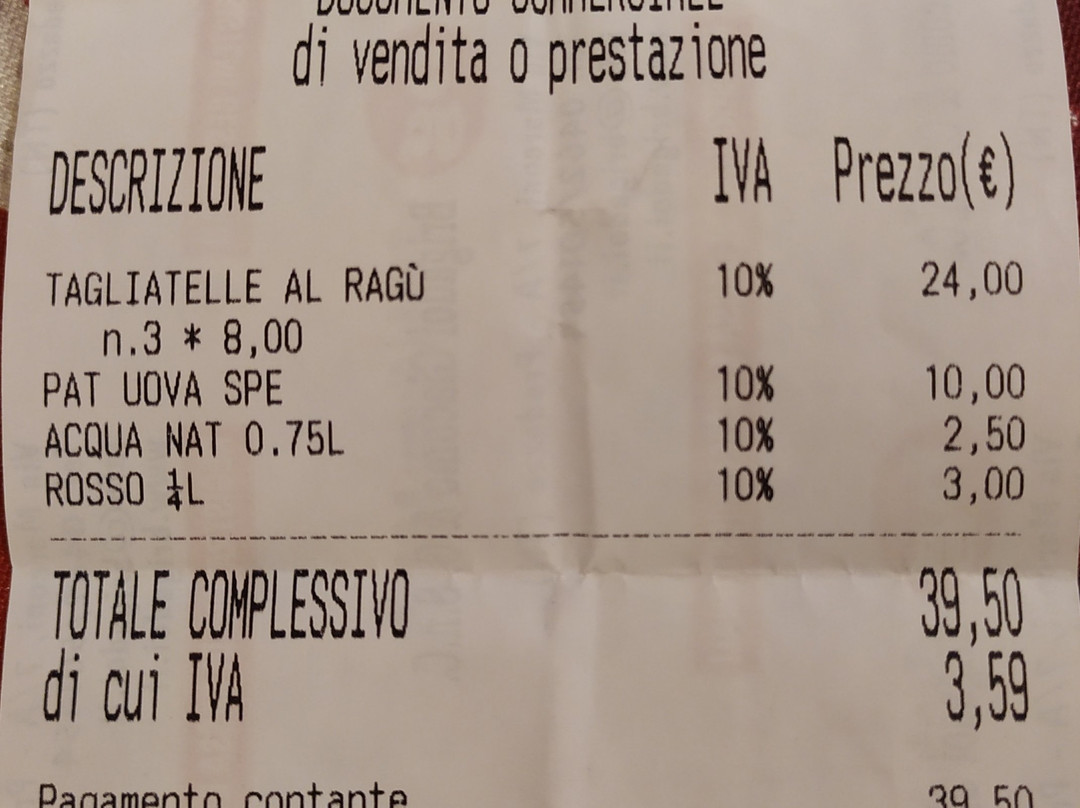 DOCUMENTO COMMERCIALE
di vendita o prestazione
DESCRIZIONE IVA Prezzo(€)
TAGLIATELLE AL RAGÙ 10% 24,00
n.3 * 8,00
PAT UOVA SPE 10% 10,00
ACQUA NAT 0.75L 10% 2,50
ROSSO ¼L 10% 3,00
TOTALE COMPLESSIVO 39,50
di cui IVA 3,59
Pagamento contante 39,50